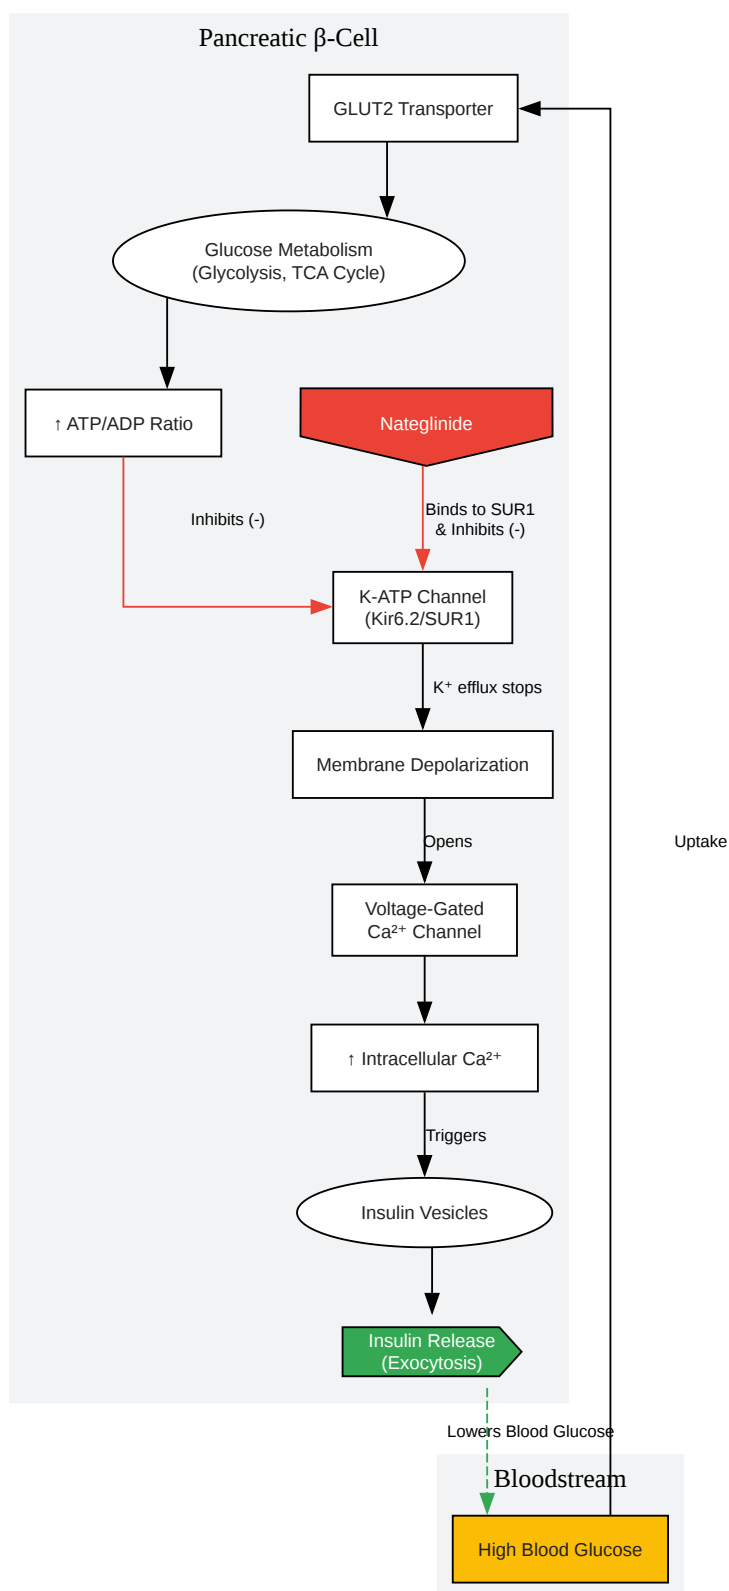 Pancreatic β-Cell
GLUT2 Transporter
Glucose Metabolism
(Glycolysis, TCA Cycle)
↑ ATP/ADP Ratio
Nateglinide
Inhibits (-)
Binds to SUR1
& Inhibits (-)
K-ATP Channel
(Kir6.2/SUR1)
K⁺ efflux stops
Membrane Depolarization
Opens
Uptake
Voltage-Gated
Ca²⁺ Channel
↑ Intracellular Ca²⁺
Triggers
Insulin Vesicles
Insulin Release
(Exocytosis)
Lowers Blood Glucose
Bloodstream
High Blood Glucose